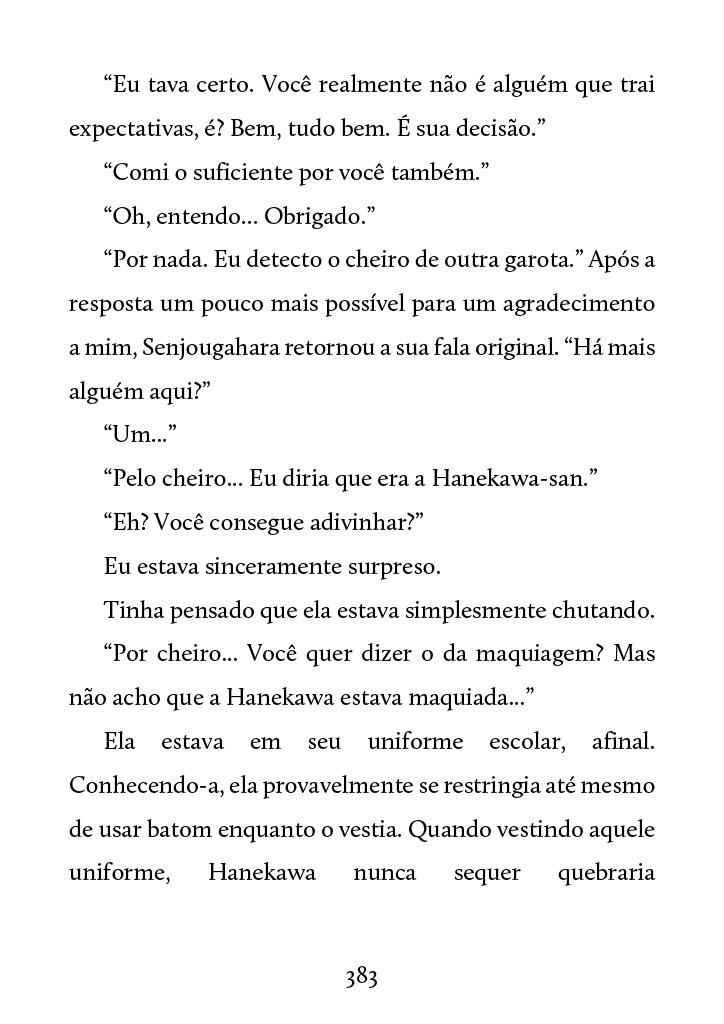 “Eu tava certo. Você realmente não é alguém que trai
expectativas, é? Bem, tudo bem. É sua decisão.”
“Comi o suficiente por você também.”
“Oh, entendo... Obrigado.”
“Por nada. Eu detecto o cheiro de outra garota.” Após a
resposta um pouco mais possível para um agradecimento
a mim, Senjougahara retornou a sua fala original. “Há mais
alguém aqui?”
“Um...”
“Pelo cheiro... Eu diria que era a Hanekawa-san.”
“Eh? Você consegue adivinhar?”
Eu estava sinceramente surpreso.
Tinha pensado que ela estava simplesmente chutando.
“Por cheiro... Você quer dizer o da maquiagem? Mas
não acho que a Hanekawa estava maquiada...”
Ela estava em seu uniforme escolar, afinal.
Conhecendo-a, ela provavelmente se restringia até mesmo
de usar batom enquanto o vestia. Quando vestindo aquele
uniforme, Hanekawa nunca sequer quebraria
383